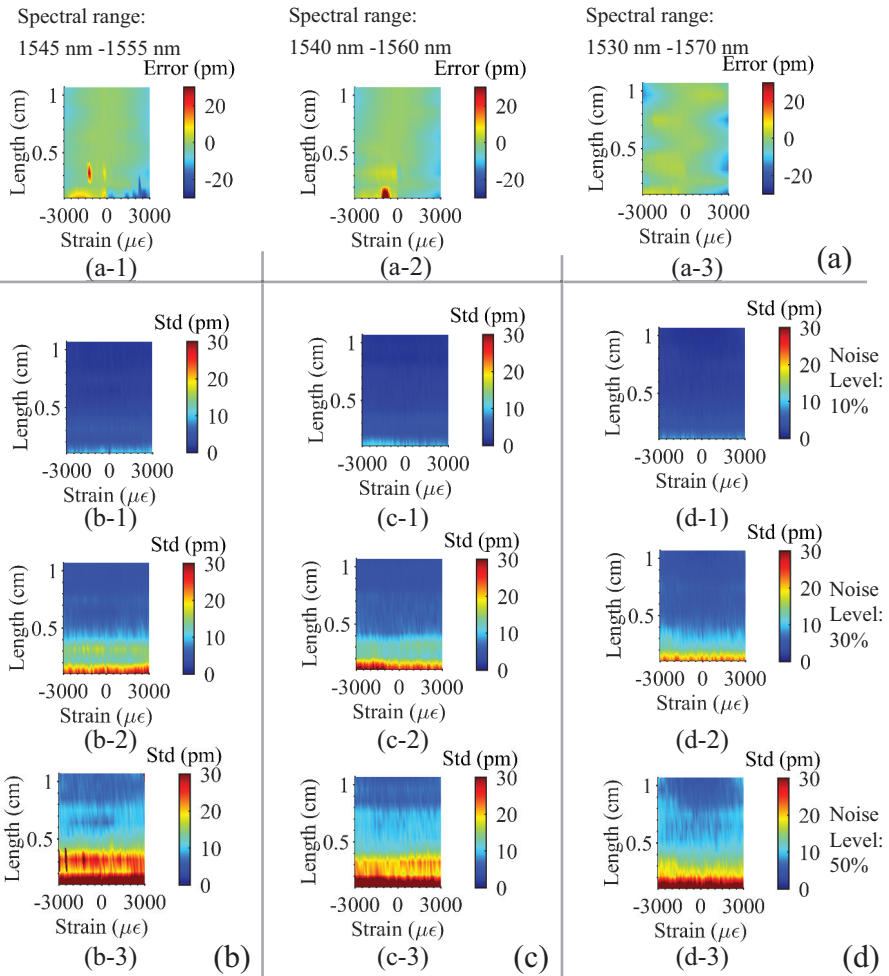 Spectral range:
1545 nm -1555 nm
Spectral range:
1540 nm -1560 nm
Spectral range:
1530 nm -1570 nm
Error (pm)
Length (cm)
1
0.5
-3000 0 3000
Strain (με)
20
0
-20
(a-1)
Error (pm)
Length (cm)
1
0.5
-3000 0 3000
Strain (με)
20
0
-20
(a-2)
Error (pm)
Length (cm)
1
0.5
-3000 0 3000
Strain (με)
20
0
-20
(a-3)
(a)
Std (pm)
Length (cm)
1
0.5
-3000 0 3000
Strain (με)
30
20
10
0
(b-1)
Std (pm)
Length (cm)
1
0.5
-3000 0 3000
Strain (με)
30
20
10
0
(c-1)
Std (pm)
Length (cm)
1
0.5
-3000 0 3000
Strain (με)
30
20
10
0
(d-1)
Noise
Level:
10%
Std (pm)
Length (cm)
1
0.5
-3000 0 3000
Strain (με)
30
20
10
0
(b-2)
Std (pm)
Length (cm)
1
0.5
-3000 0 3000
Strain (με)
30
20
10
0
(c-2)
Std (pm)
Length (cm)
1
0.5
-3000 0 3000
Strain (με)
30
20
10
0
(d-2)
Noise
Level:
30%
Std (pm)
Length (cm)
1
0.5
-3000 0 3000
Strain (με)
30
20
10
0
(b-3)
(b)
Std (pm)
Length (cm)
1
0.5
-3000 0 3000
Strain (με)
30
20
10
0
(c-3)
(c)
Std (pm)
Length (cm)
1
0.5
-3000 0 3000
Strain (με)
30
20
10
0
(d-3)
Noise
Level:
50%
(d)